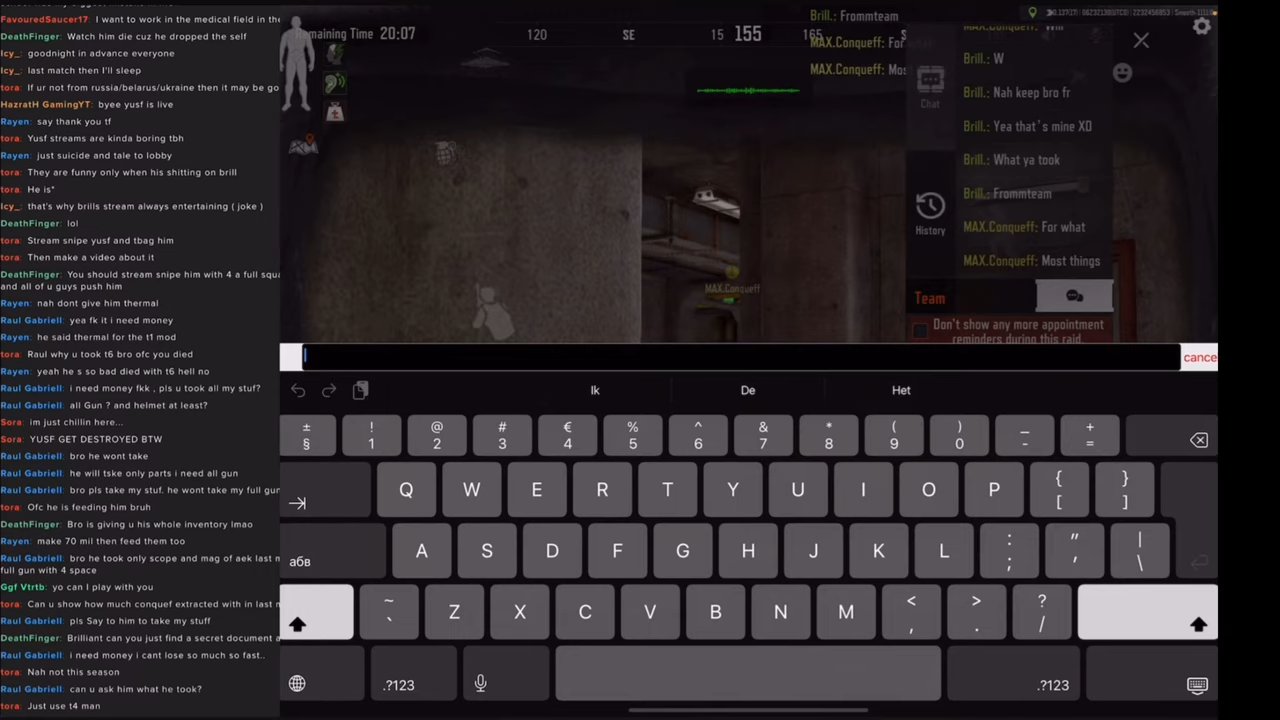 FavouredSaucer17: I want to work in the medical field in the
DeathFinger: Watch him die cuz he dropped the self
Icy_: goodnight in advance everyone
Icy_: last match then I'll sleep
tora: If ur not from russia/belarus/ukraine then it may be go
HazratH GamingYT: byee yusf is live
Rayen: say thank you tf
tora: Yusf streams are kinda boring tbh
Rayen: just suicide and tale to lobby
tora: They are funny only when his shitting on brill
tora: He is*
Icy_: that's why brills stream always entertaining ( joke )
DeathFinger: lol
tora: Stream snipe yusf and tbag him
tora: Then make a video about it
DeathFinger: You should stream snipe him with 4 a full squa
and all of u guys push him
Rayen: nah dont give him thermal
Raul Gabriell: yea fk it i need money
Rayen: he said thermal for the t1 mod
tora: Raul why u took t6 bro ofc you died
Rayen: yeah he s so bad died with t6 hell no
Raul Gabriell: i need money fkk , pls u took all my stuf?
Raul Gabriell: all Gun ? and helmet at least?
Sora: im just chillin here...
Sora: YUSF GET DESTROYED BTW
Raul Gabriell: bro he wont take
Raul Gabriell: he will tske only parts i need all gun
Raul Gabriell: bro pls take my stuf. he wont take my full gun
tora: Ofc he is feeding him bruh
DeathFinger: Bro is giving u his whole inventory lmao
Rayen: make 70 mil then feed them too
Raul Gabriell: bro he took only scope and mag of aek last m
full gun with 4 space
Ggf Vtrtb: yo can I play with you
tora: Can u show how much conquef extracted with in last m
Raul Gabriell: pls Say to him to take my stuff
DeathFinger: Brilliant can you just find a secret document a
Raul Gabriell: i need money i cant lose so much so fast..
tora: Nah not this season
Raul Gabriell: can u ask him what he took?
tora: Just use t4 man
Remaining Time 20:07
120 SE 15 155 165 S
Brill.: Frommteam
MAX.Conqueff: For what
MAX.Conqueff: Mos
MAX.Conqueff
Chat
History
MAX.Conqueff: Will
Brill.: W
Brill.: Nah keep bro fr
Brill.: Yea that's mine XD
Brill.: What ya took
Brill.: Frommteam
MAX.Conqueff: For what
MAX.Conqueff: Most things
Team
Don't show any more appointment
reminders during this raid.
cance
Ik De Het
± ! @ # € % ^ & * ( ) _ +
§ 1 2 3 4 5 6 7 8 9 0 - =
Q W E R T Y U I O P { [ } ]
абв A S D F G H J K L : ; " ' | \
~ ` Z X C V B N M < , > . ? /
.?123 .?123